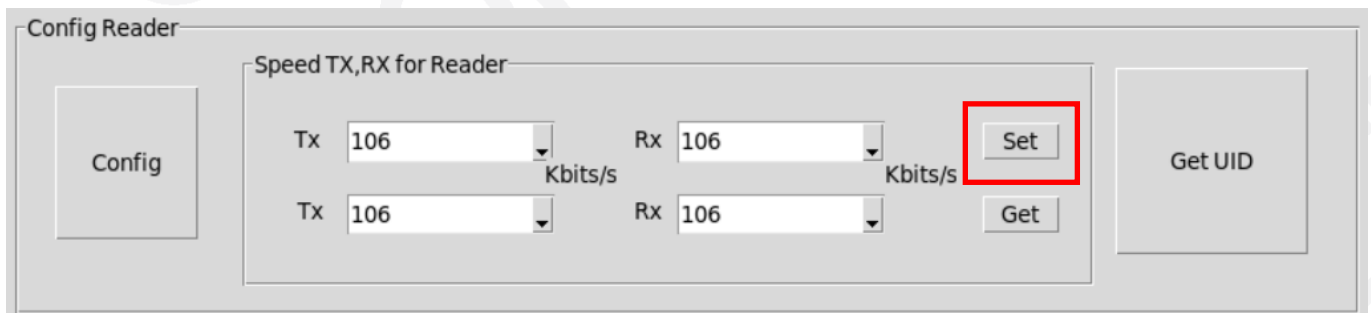 Config Reader
Speed TX,RX for Reader
Config
Tx 106 Kbits/s Rx 106 Kbits/s Set
Tx 106 Rx 106 Get
Get UID